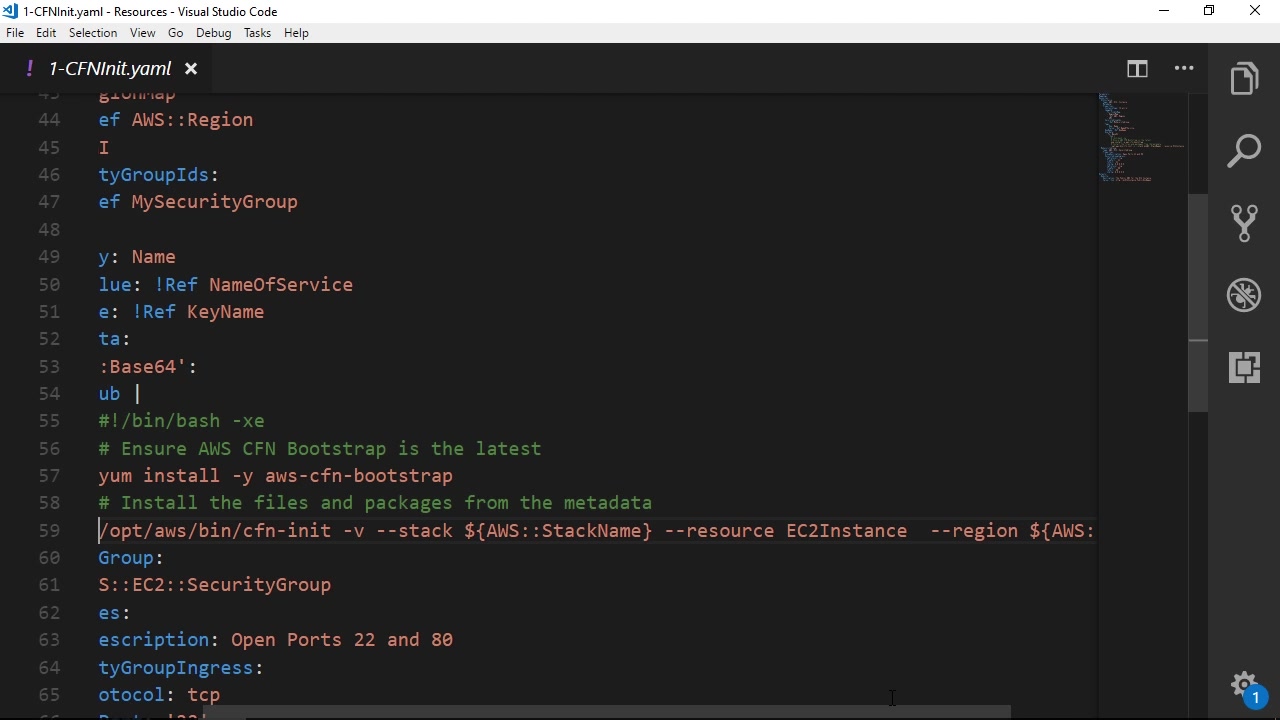 1-CFNInit.yaml - Resources - Visual Studio Code
File Edit Selection View Go Debug Tasks Help
! 1-CFNInit.yaml ×
43 gionMap
44 ef AWS::Region
45 I
46 tyGroupIds:
47 ef MySecurityGroup
48
49 y: Name
50 lue: !Ref NameOfService
51 e: !Ref KeyName
52 ta:
53 :Base64':
54 ub |
55 #!/bin/bash -xe
56 # Ensure AWS CFN Bootstrap is the latest
57 yum install -y aws-cfn-bootstrap
58 # Install the files and packages from the metadata
59 /opt/aws/bin/cfn-init -v --stack ${AWS::StackName} --resource EC2Instance  --region ${AWS:
60 Group:
61 S::EC2::SecurityGroup
62 es:
63 escription: Open Ports 22 and 80
64 tyGroupIngress:
65 otocol: tcp
1